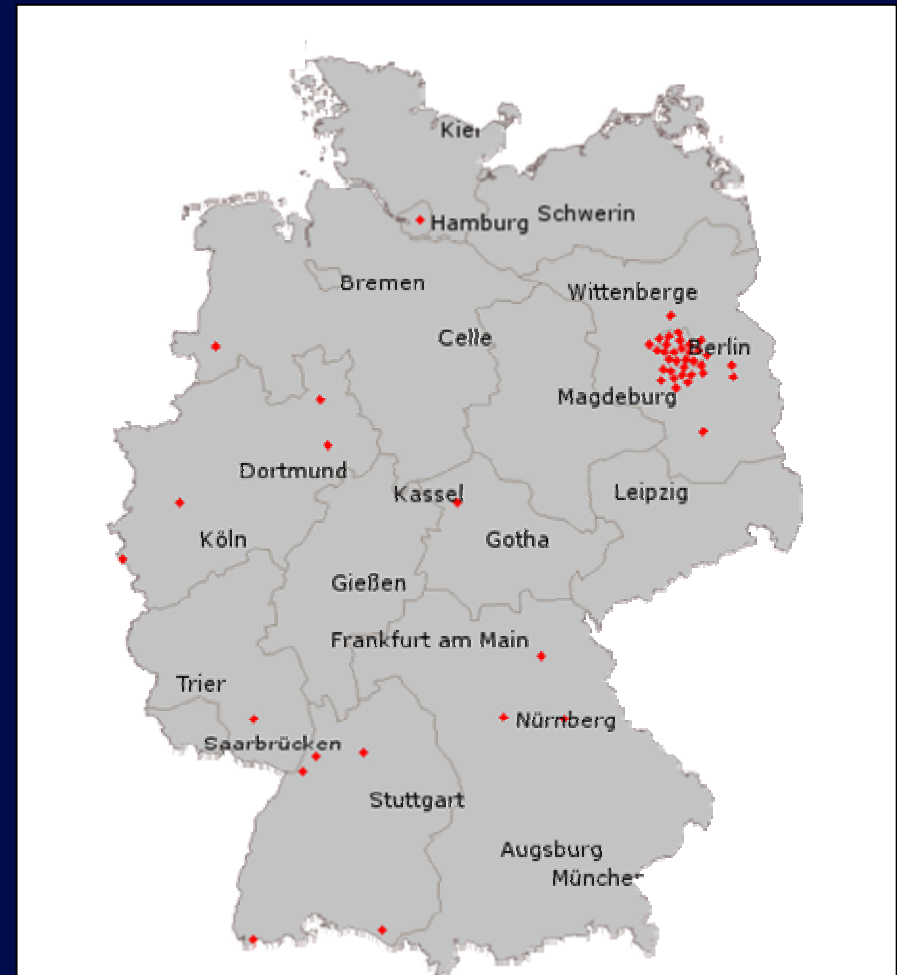 Kiel
Hamburg
Schwerin
Bremen
Wittenberge
Celle
Berlin
Magdeburg
Dortmund
Kassel
Leipzig
Köln
Gotha
Gießen
Frankfurt am Main
Trier
Nürnberg
Saarbrücken
Stuttgart
Augsburg
München